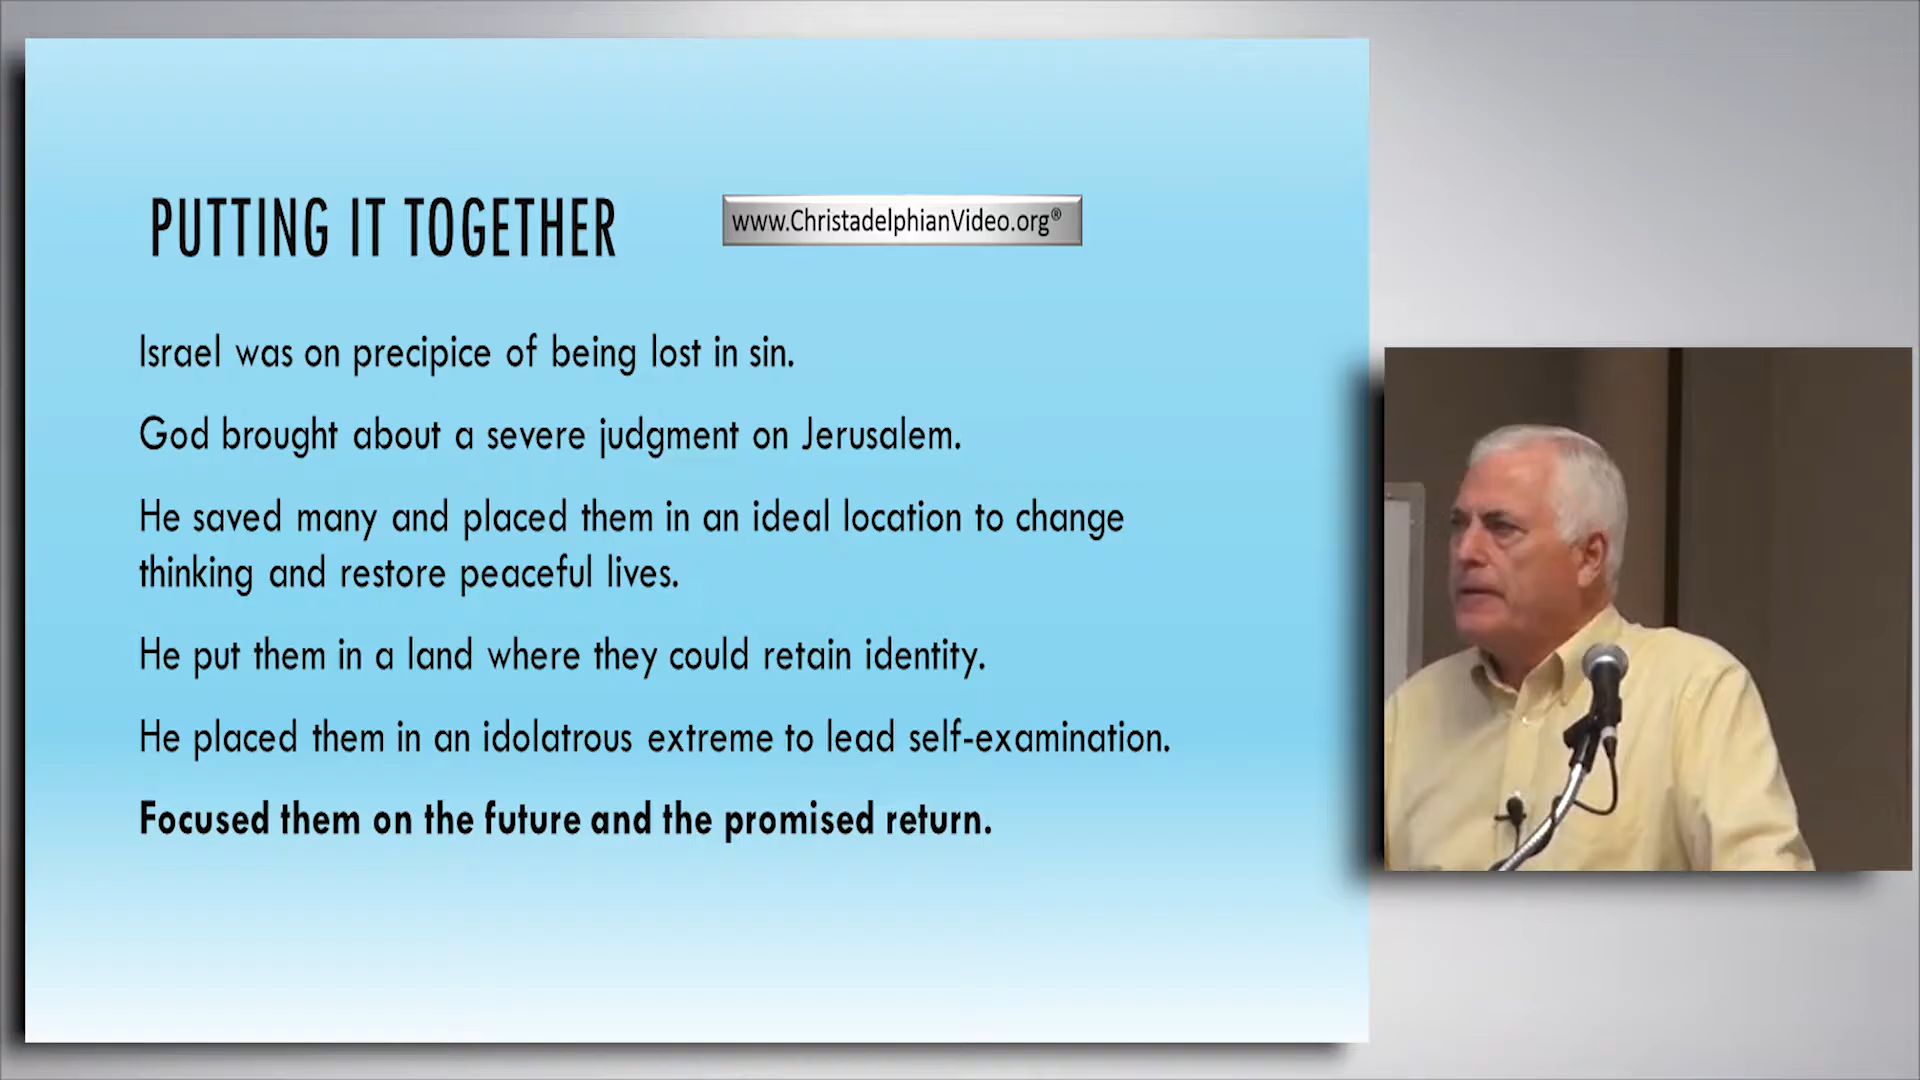 PUTTING IT TOGETHER
www.ChristadelphianVideo.org®
Israel was on precipice of being lost in sin.
God brought about a severe judgment on Jerusalem.
He saved many and placed them in an ideal location to change
thinking and restore peaceful lives.
He put them in a land where they could retain identity.
He placed them in an idolatrous extreme to lead self-examination.
Focused them on the future and the promised return.